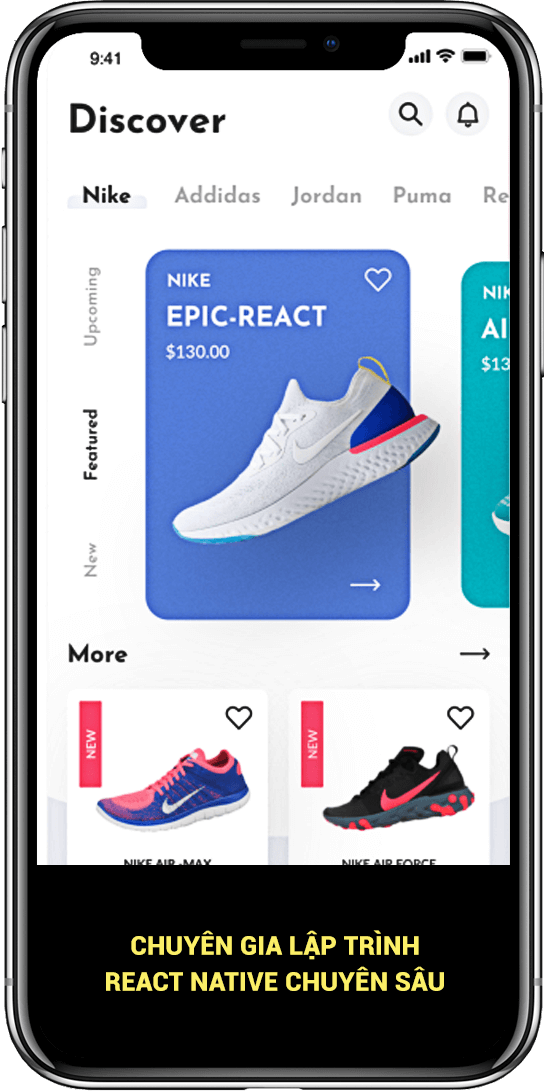 9:41
Discover
Nike Addidas Jordan Puma Re
Upcoming
Featured
New
NIKE
EPIC-REACT
$130.00
NIK
AI
$13
More
NEW
NEW
NIKE AIR -MAX
NIKE AIR FORCE
CHUYÊN GIA LẬP TRÌNH
REACT NATIVE CHUYÊN SÂU